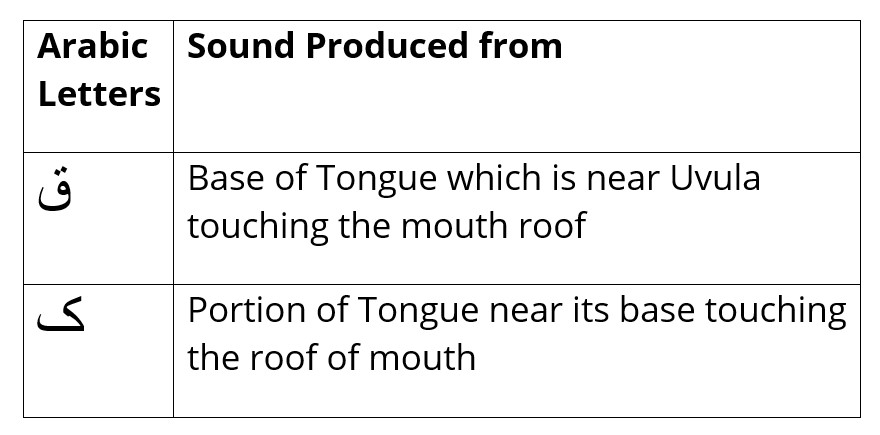 Arabic
Letters
Sound Produced from
ق
Base of Tongue which is near Uvula
touching the mouth roof
ک
Portion of Tongue near its base touching
the roof of mouth